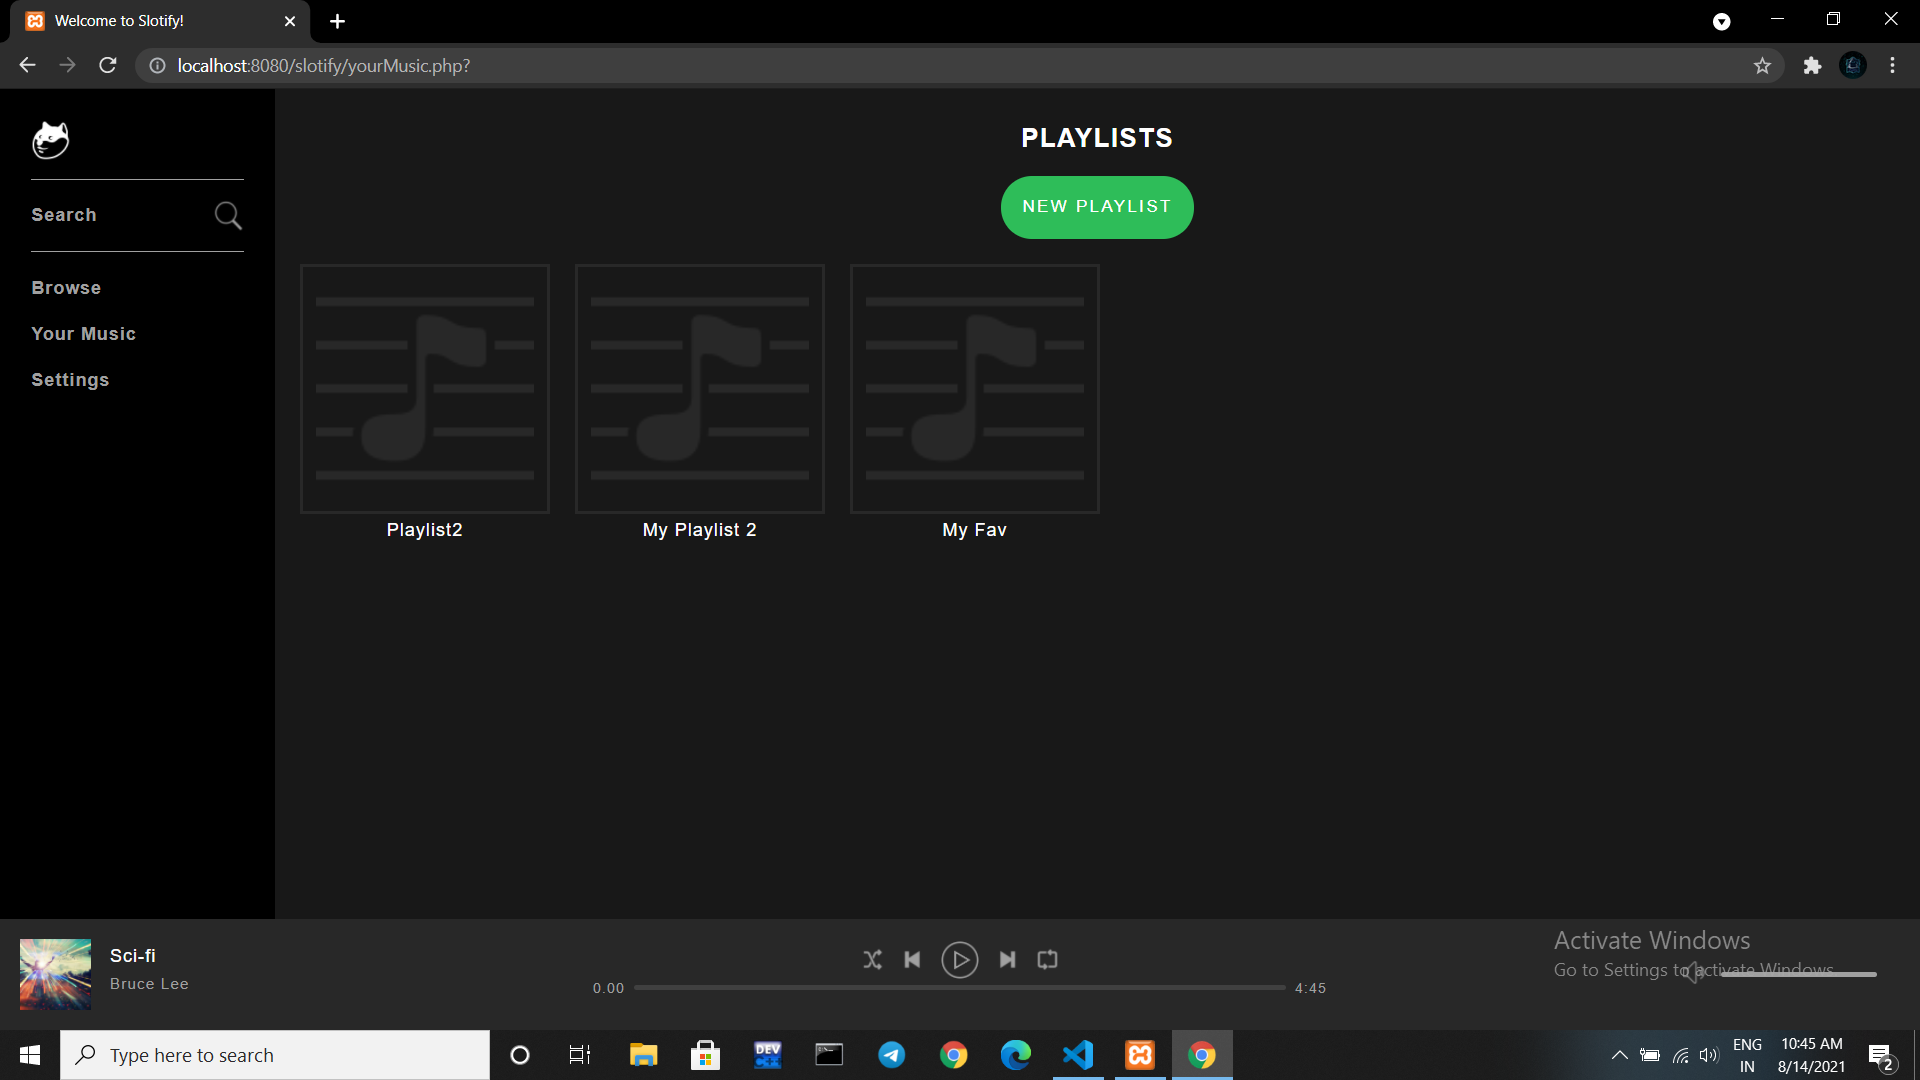 Welcome to Slotify!
localhost:8080/slotify/yourMusic.php?
PLAYLISTS
NEW PLAYLIST
Search
Browse
Your Music
Settings
Playlist2
My Playlist 2
My Fav
Sci-fi
Bruce Lee
0.00
4:45
Activate Windows
Go to Settings to activate Windows.
Type here to search
DEV
C++
ENG
IN
10:45 AM
8/14/2021
2